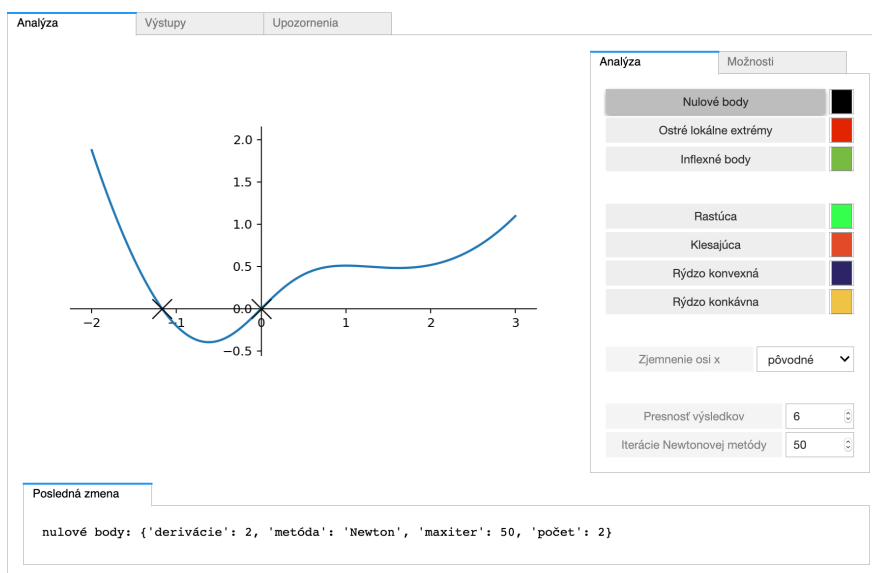 Analýza
Výstupy
Upozornenia
2.0
1.5
1.0
0.5
0.0
−0.5
−2
−1
0
1
2
3
Analýza
Možnosti
Nulové body
Ostré lokálne extrémy
Inflexné body
Rastúca
Klesajúca
Rýdzo konvexná
Rýdzo konkávna
Zjemnenie osi x
pôvodné
Presnosť výsledkov
6
Iterácie Newtonovej metódy
50
Posledná zmena
nulové body: {'derivácie': 2, 'metóda': 'Newton', 'maxiter': 50, 'počet': 2}